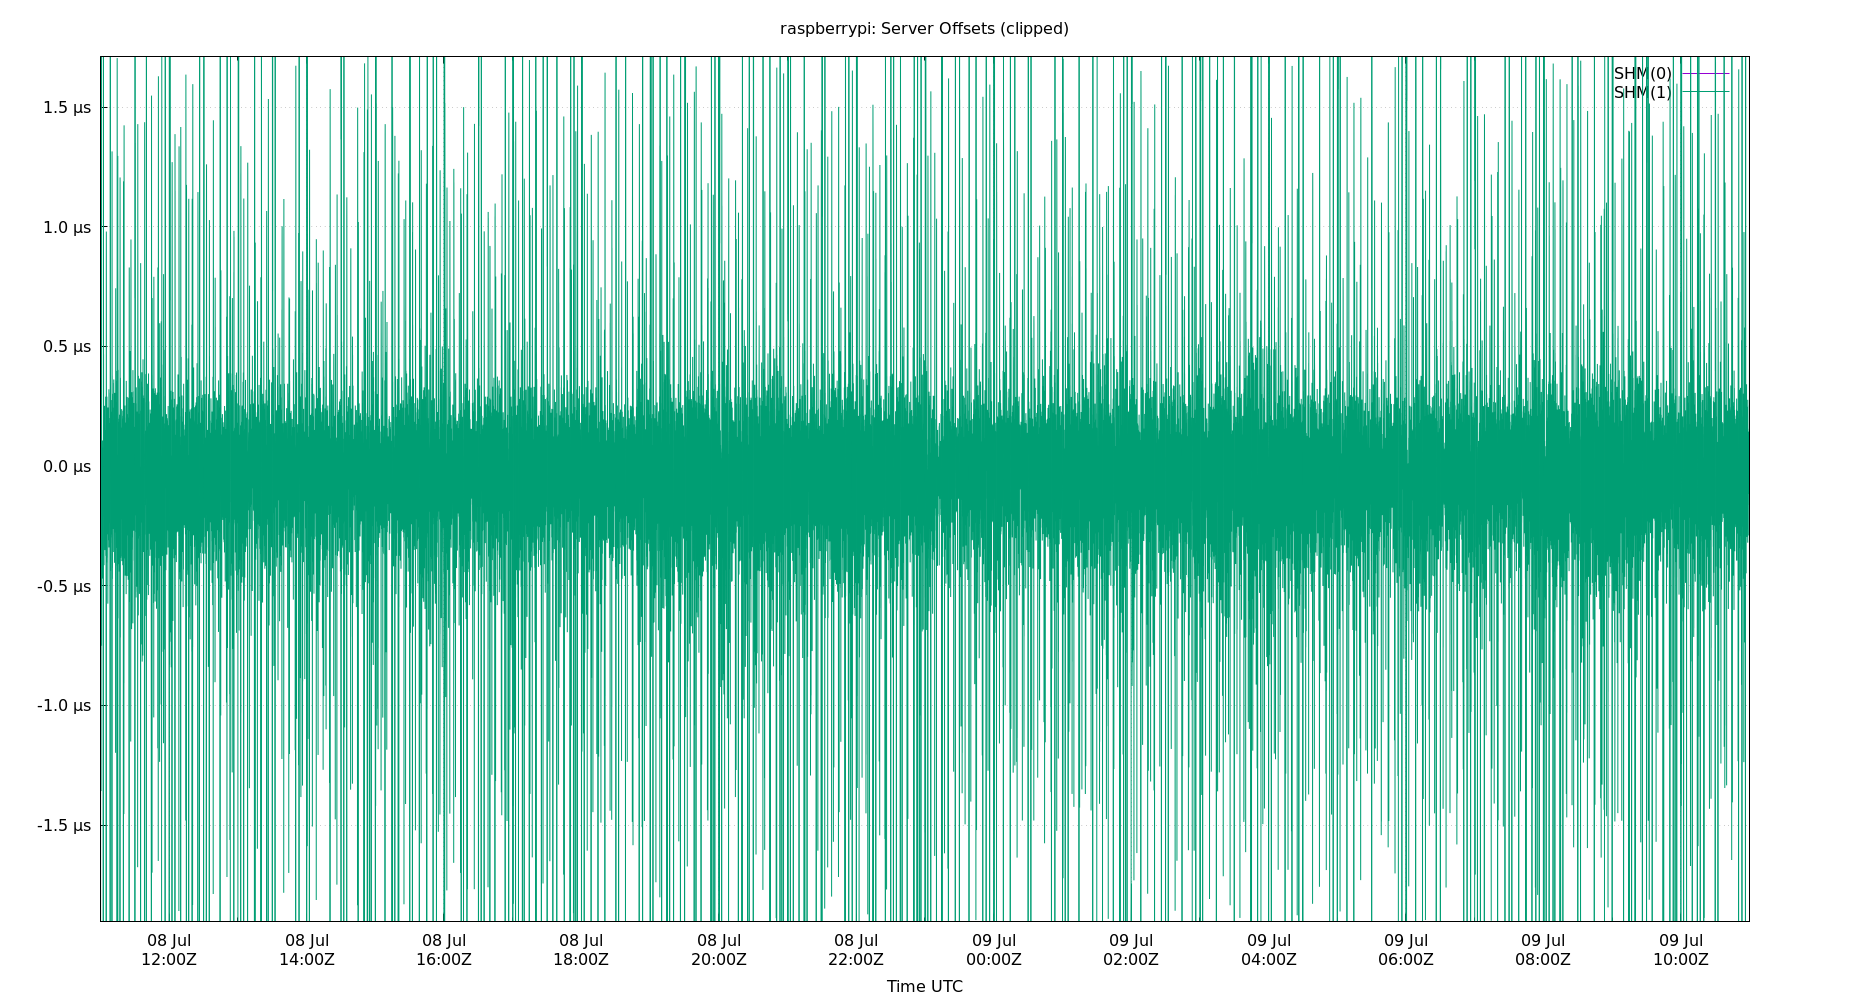 raspberrypi: Server Offsets (clipped)
SHM(0)
SHM(1)
1.5 µs
1.0 µs
0.5 µs
0.0 µs
-0.5 µs
-1.0 µs
-1.5 µs
08 Jul 08 Jul 08 Jul 08 Jul 08 Jul 08 Jul 09 Jul 09 Jul 09 Jul 09 Jul 09 Jul 09 Jul
12:00Z 14:00Z 16:00Z 18:00Z 20:00Z 22:00Z 00:00Z 02:00Z 04:00Z 06:00Z 08:00Z 10:00Z
Time UTC